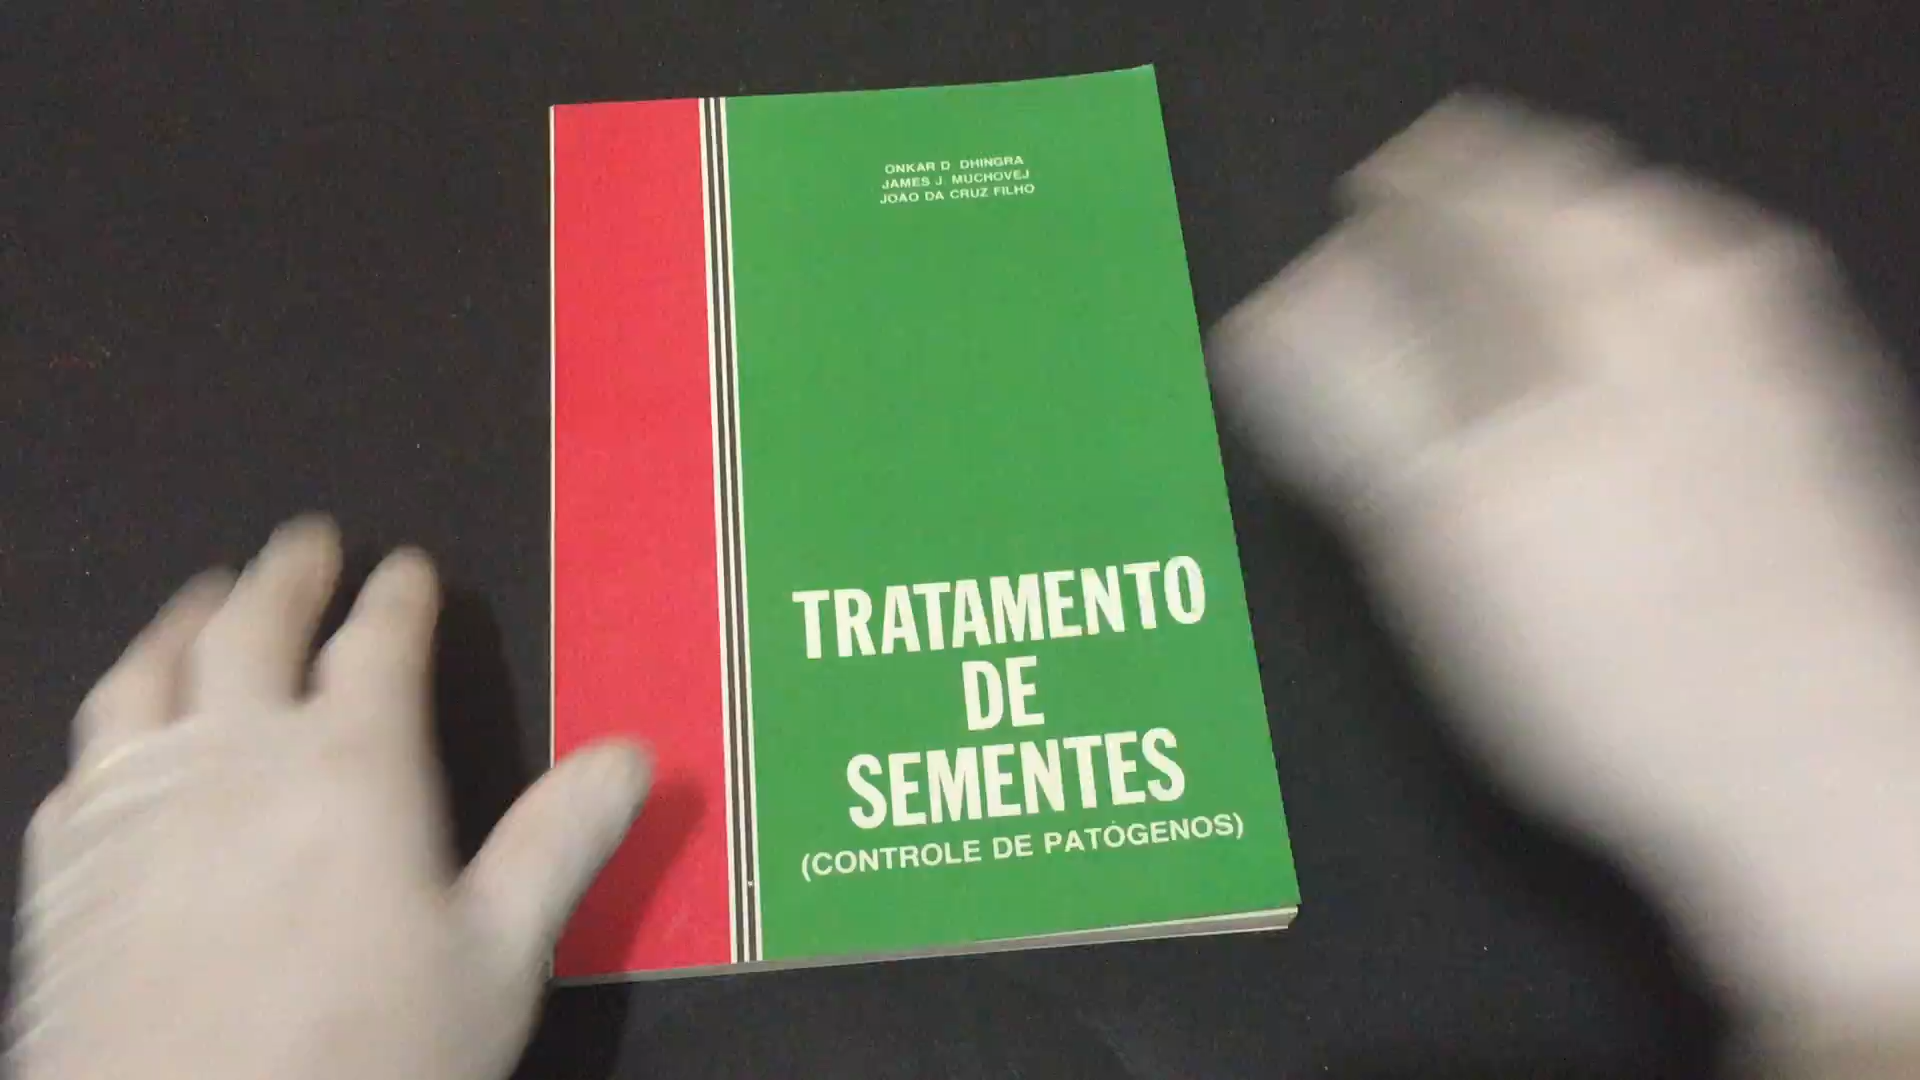 ONKAR D. DHINGRA
JAMES J. MUCHOVEJ
JOAO DA CRUZ FILHO
TRATAMENTO
DE
SEMENTES
(CONTROLE DE PATÓGENOS)